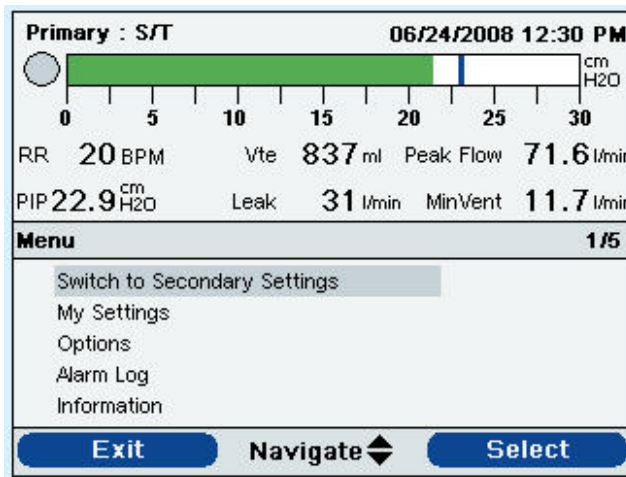 Primary : S/T 06/24/2008 12:30 PM
cm
H2O
0 5 10 15 20 25 30
RR 20 BPM Vte 837 ml Peak Flow 71.6 l/min
PIP 22.9 cm H2O Leak 31 l/min MinVent 11.7 l/min
Menu 1/5
Switch to Secondary Settings
My Settings
Options
Alarm Log
Information
Exit Navigate Select